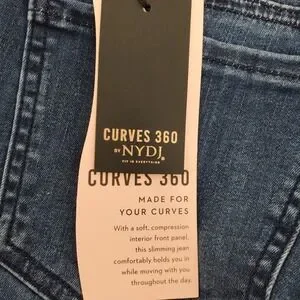 CURVES 360
BY NYDJ®
FIT IS EVERYTHING
CURVES 360
MADE FOR
YOUR CURVES
With a soft, compression
interior front panel,
this slimming jean
comfortably holds you in
while moving with you
throughout the day.